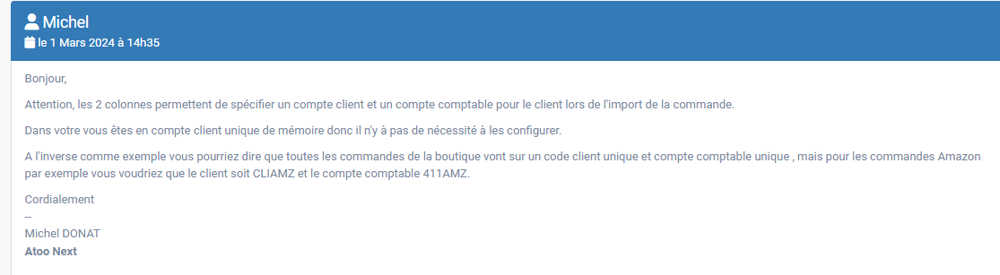 Michel
le 1 Mars 2024 à 14h35
Bonjour,
Attention, les 2 colonnes permettent de spécifier un compte client et un compte comptable pour le client lors de l'import de la commande.
Dans votre vous êtes en compte client unique de mémoire donc il n'y à pas de nécessité à les configurer.
A l'inverse comme exemple vous pourriez dire que toutes les commandes de la boutique vont sur un code client unique et compte comptable unique , mais pour les commandes Amazon
par exemple vous voudriez que le client soit CLIAMZ et le compte comptable 411AMZ.
Cordialement
--
Michel DONAT
Atoo Next